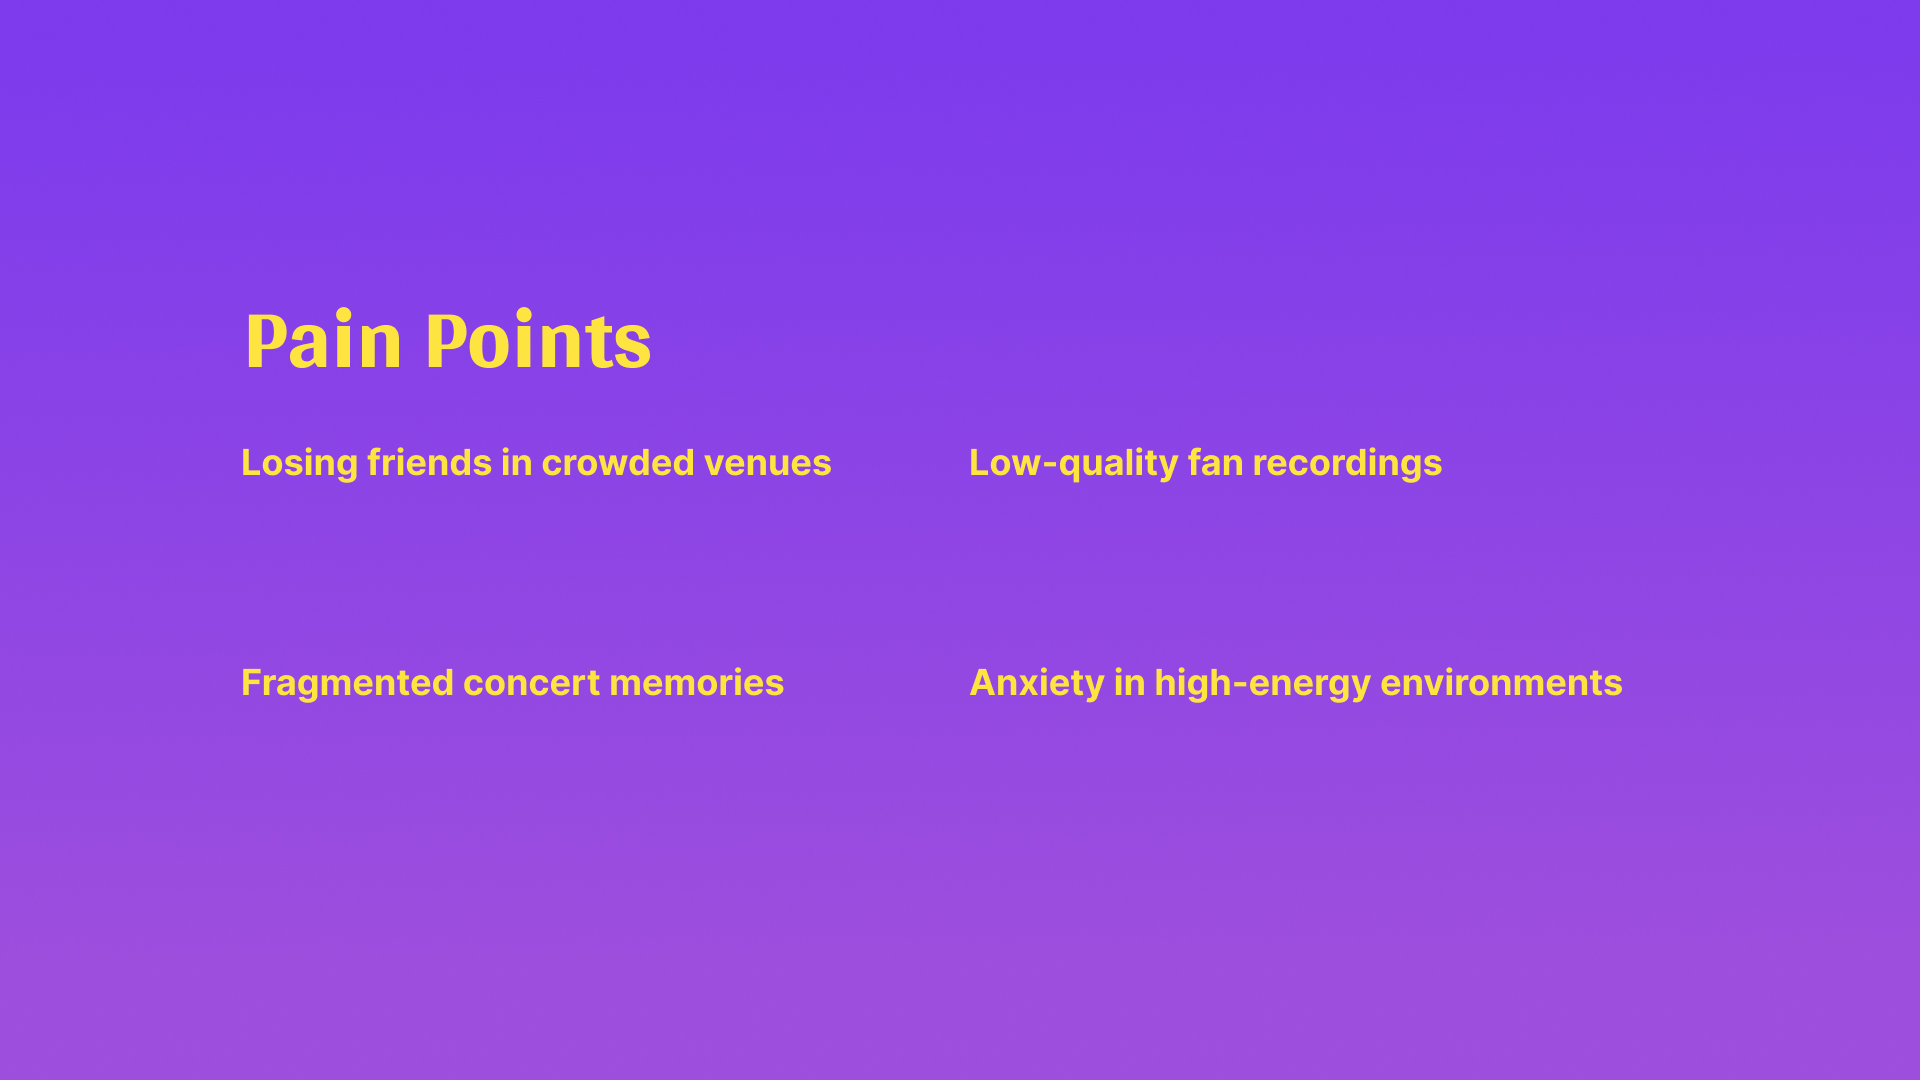 Pain Points
Losing friends in crowded venues
Low-quality fan recordings
Fragmented concert memories
Anxiety in high-energy environments